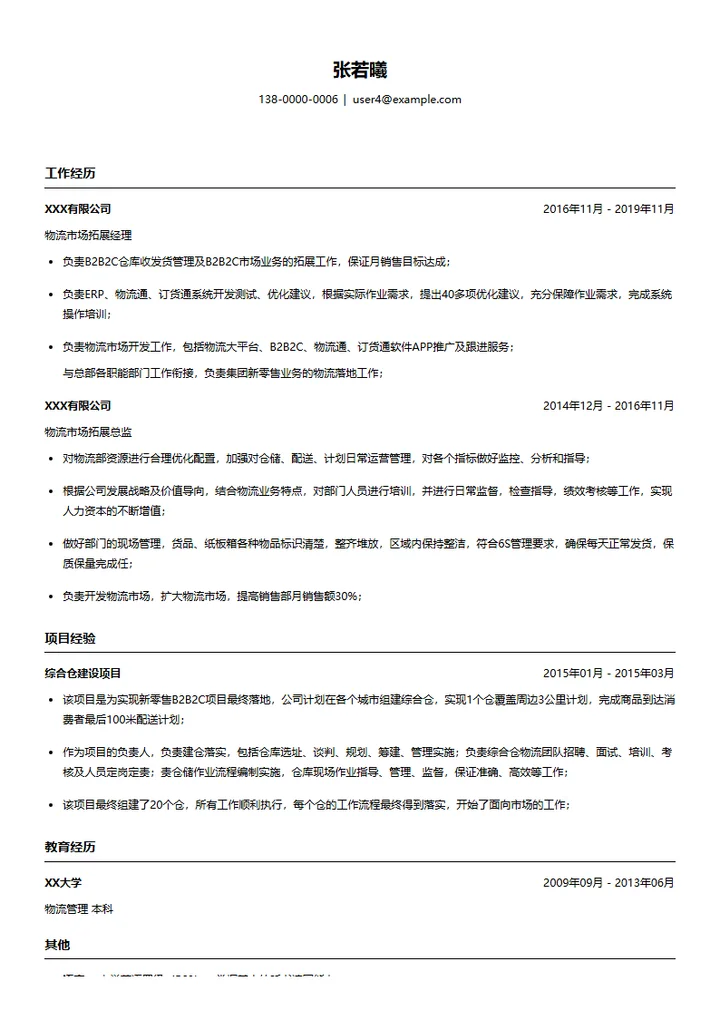 张若曦
138-0000-0006 | user4@example.com
工作经历
XXX有限公司 2016年11月 - 2019年11月
物流市场拓展经理
• 负责B2B2C仓库收发货管理及B2B2C市场业务的拓展工作，保证月销售目标达成；
• 负责ERP、物流通、订货通系统开发测试、优化建议，根据实际作业需求，提出40多项优化建议，充分保障作业需求，完成系统
操作培训；
• 负责物流市场开发工作，包括物流大平台、B2B2C、物流通、订货通软件APP推广及跟进服务；
与总部各职能部门工作衔接，负责集团新零售业务的物流落地工作；
XXX有限公司 2014年12月 - 2016年11月
物流市场拓展总监
• 对物流部资源进行合理优化配置，加强对仓储、配送、计划日常运营管理，对各个指标做好监控、分析和指导；
• 根据公司发展战略及价值导向，结合物流业务特点，对部门人员进行培训，并进行日常监督，检查指导，绩效考核等工作，实现
人力资本的不断增值；
• 做好部门的现场管理，货品、纸板箱各种物品标识清楚，整齐堆放，区域内保持整洁，符合6S管理要求，确保每天正常发货，保
质保量完成任；
• 负责开发物流市场，扩大物流市场，提高销售部月销售额30%；
项目经验
综合仓建设项目 2015年01月 - 2015年03月
• 该项目是为实现新零售B2B2C项目最终落地，公司计划在各个城市组建综合仓，实现1个仓覆盖周边3公里计划，完成商品到达消
费者最后100米配送计划；
• 作为项目的负责人，负责建仓落实，包括仓库选址、谈判、规划、筹建、管理实施；负责综合仓物流团队招聘、面试、培训、考
核及人员定岗定责；责仓储作业流程编制实施，仓库现场作业指导、管理、监督，保证准确、高效等工作；
• 该项目最终组建了20个仓，所有工作顺利执行，每个仓的工作流程最终得到落实，开始了面向市场的工作；
教育经历
XX大学 2009年09月 - 2013年06月
物流管理 本科
其他